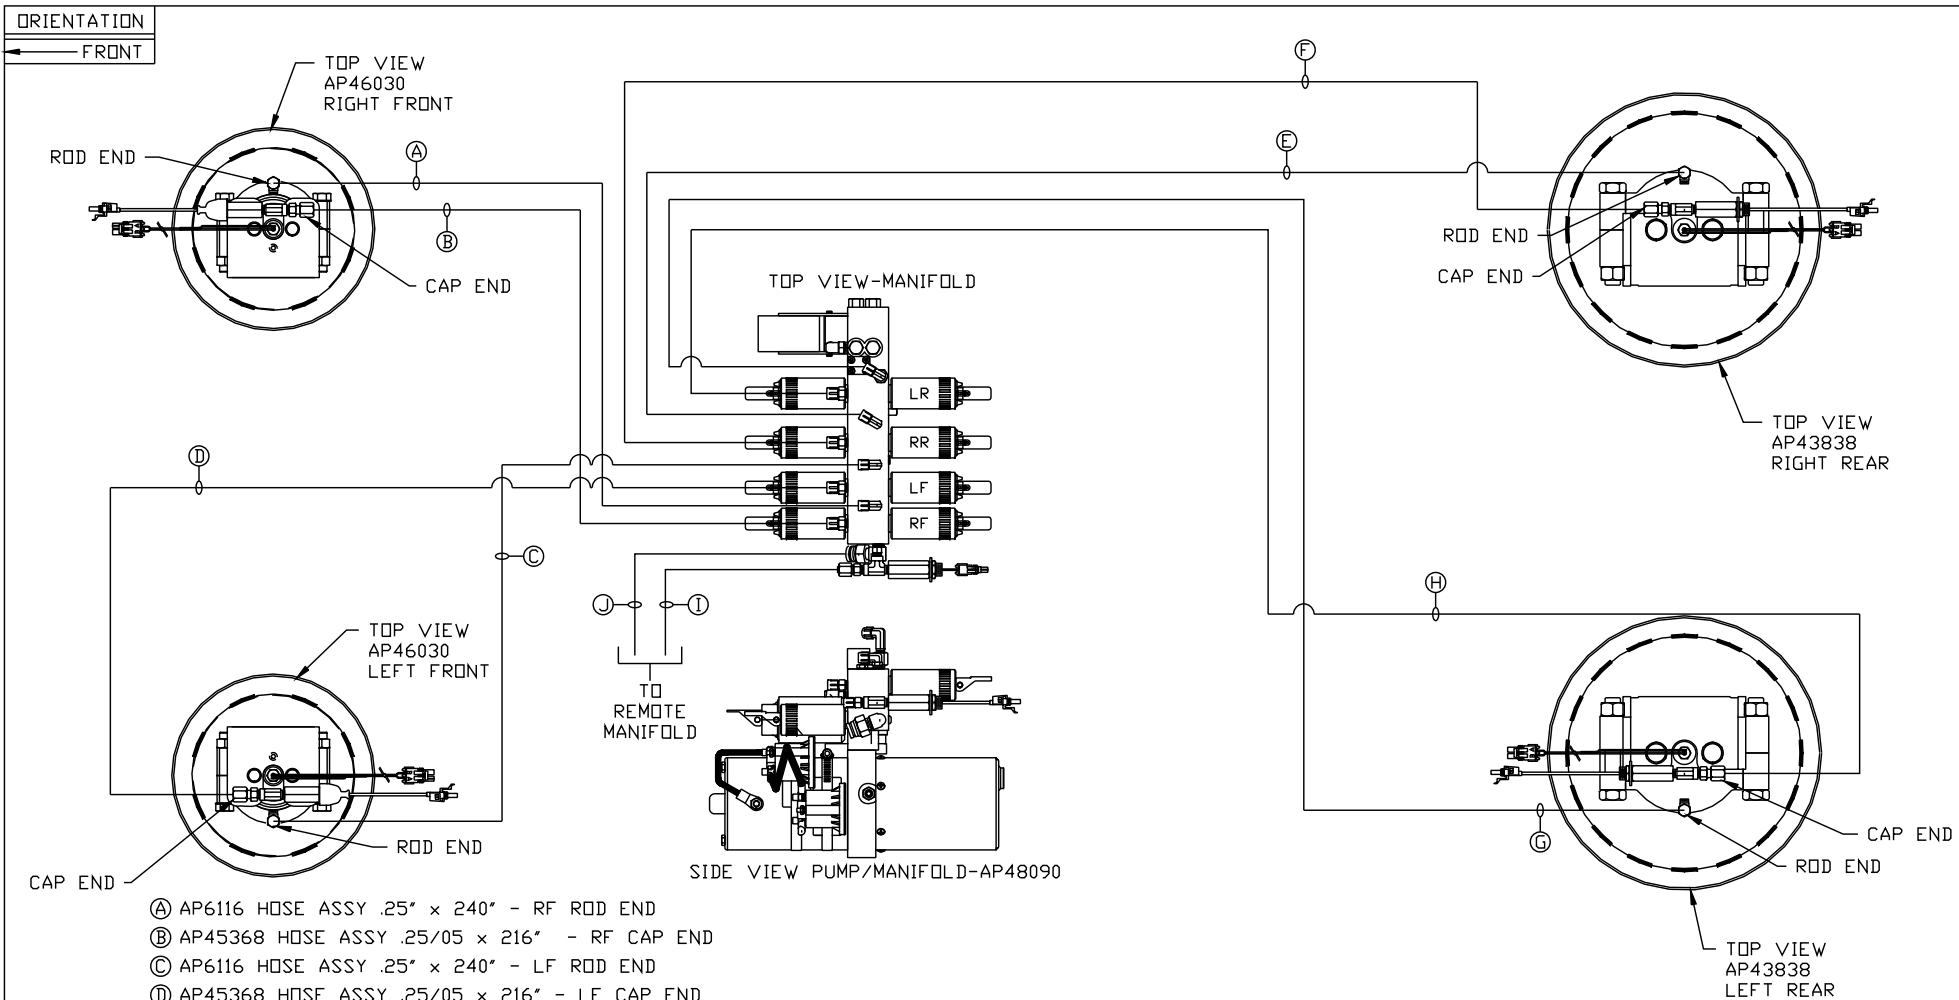 ORIENTATION
FRONT
TOP VIEW
AP46030
RIGHT FRONT
ROD END
A
B
CAP END
F
E
ROD END
CAP END
TOP VIEW
AP43838
RIGHT REAR
TOP VIEW-MANIFOLD
LR
RR
LF
RF
D
C
J
I
H
TO
REMOTE
MANIFOLD
TOP VIEW
AP46030
LEFT FRONT
ROD END
CAP END
SIDE VIEW PUMP/MANIFOLD-AP48090
G
CAP END
ROD END
TOP VIEW
AP43838
LEFT REAR
A AP6116 HOSE ASSY .25" x 240" - RF ROD END
B AP45368 HOSE ASSY .25/05 x 216" - RF CAP END
C AP6116 HOSE ASSY .25" x 240" - LF ROD END
D AP45368 HOSE ASSY .25/05 x 216" - LF CAP END